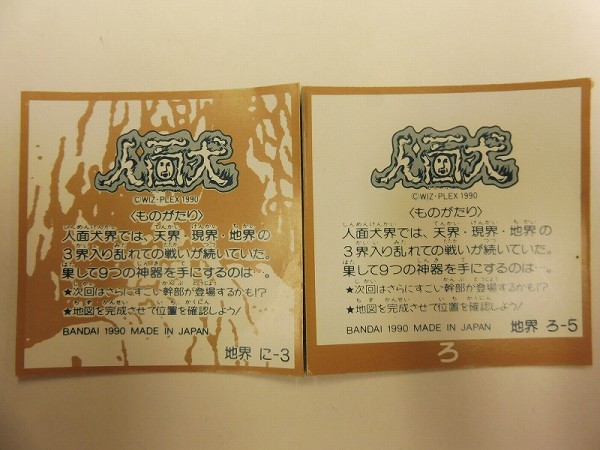 人面犬
©WIZ・PLEX 1990
〈ものがたり〉
人面犬界では、天界・現界・地界の
3界入り乱れての戦いが続いていた。
果して9つの神器を手にするのは…。
★次回はさらにすごい幹部が登場するかも!?
★地図を完成させて位置を確認しよう!
BANDAI 1990 MADE IN JAPAN
地界 に-3
人面犬
©WIZ・PLEX 1990
〈ものがたり〉
人面犬界では、天界・現界・地界の
3界入り乱れての戦いが続いていた。
果して9つの神器を手にするのは…。
★次回はさらにすごい幹部が登場するかも!?
★地図を完成させて位置を確認しよう!
BANDAI 1990 MADE IN JAPAN
地界 ろ-5
ろ